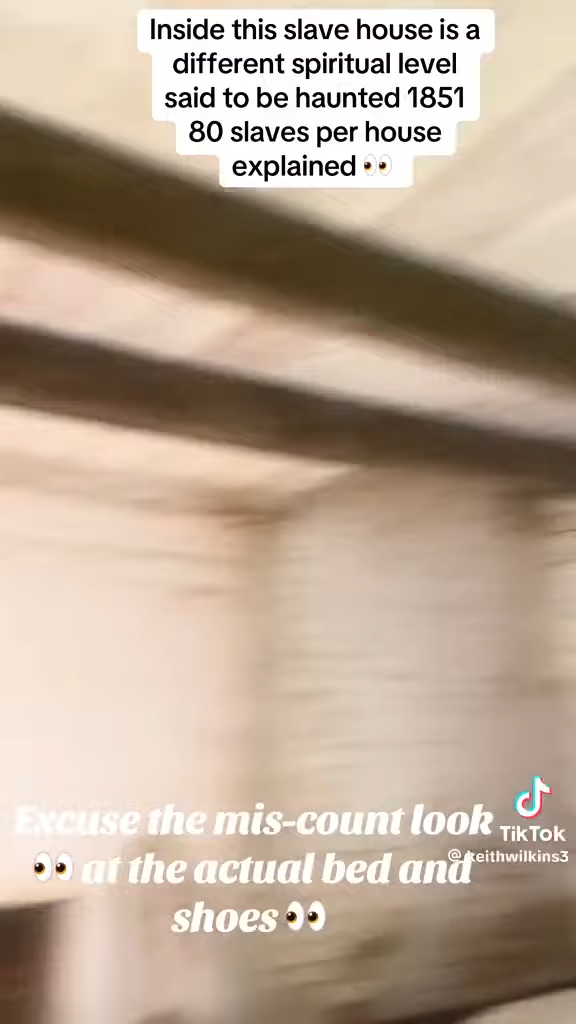 Inside this slave house is a
different spiritual level
said to be haunted 1851
80 slaves per house
explained 👀
Excuse the mis-count look
👀 at the actual bed and
shoes 👀
TikTok
@keithwilkins3